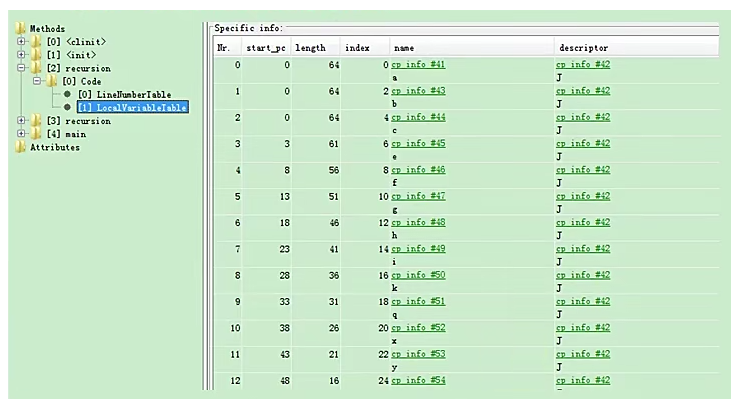 Methods
[0] <clinit>
[1] <init>
[2] recursion
[0] Code
[0] LineNumberTable
[1] LocalVariableTable
[3] recursion
[4] main
Attributes
Specific info:
Nr. start_pc length index name descriptor
0 0 64 0 cp info #41 cp info #42
a J
1 0 64 2 cp info #43 cp info #42
b J
2 0 64 4 cp info #44 cp info #42
c J
3 3 61 6 cp info #45 cp info #42
e J
4 8 56 8 cp info #46 cp info #42
f J
5 13 51 10 cp info #47 cp info #42
g J
6 18 46 12 cp info #48 cp info #42
h J
7 23 41 14 cp info #49 cp info #42
i J
8 28 36 16 cp info #50 cp info #42
k J
9 33 31 18 cp info #51 cp info #42
q J
10 38 26 20 cp info #52 cp info #42
x J
11 43 21 22 cp info #53 cp info #42
y J
12 48 16 24 cp info #54 cp info #42